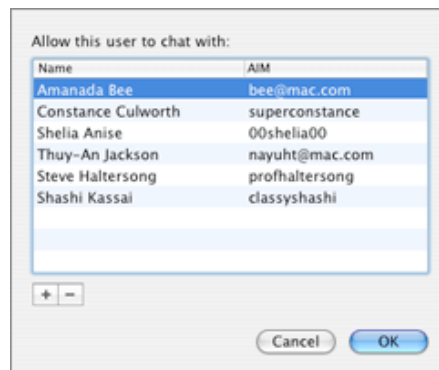 Allow this user to chat with:
Name AIM
Amanada Bee bee@mac.com
Constance Culworth superconstance
Shelia Anise 00shelia00
Thuy-An Jackson nayuht@mac.com
Steve Haltersong profhaltersong
Shashi Kassai classyshashi
+ −
Cancel OK